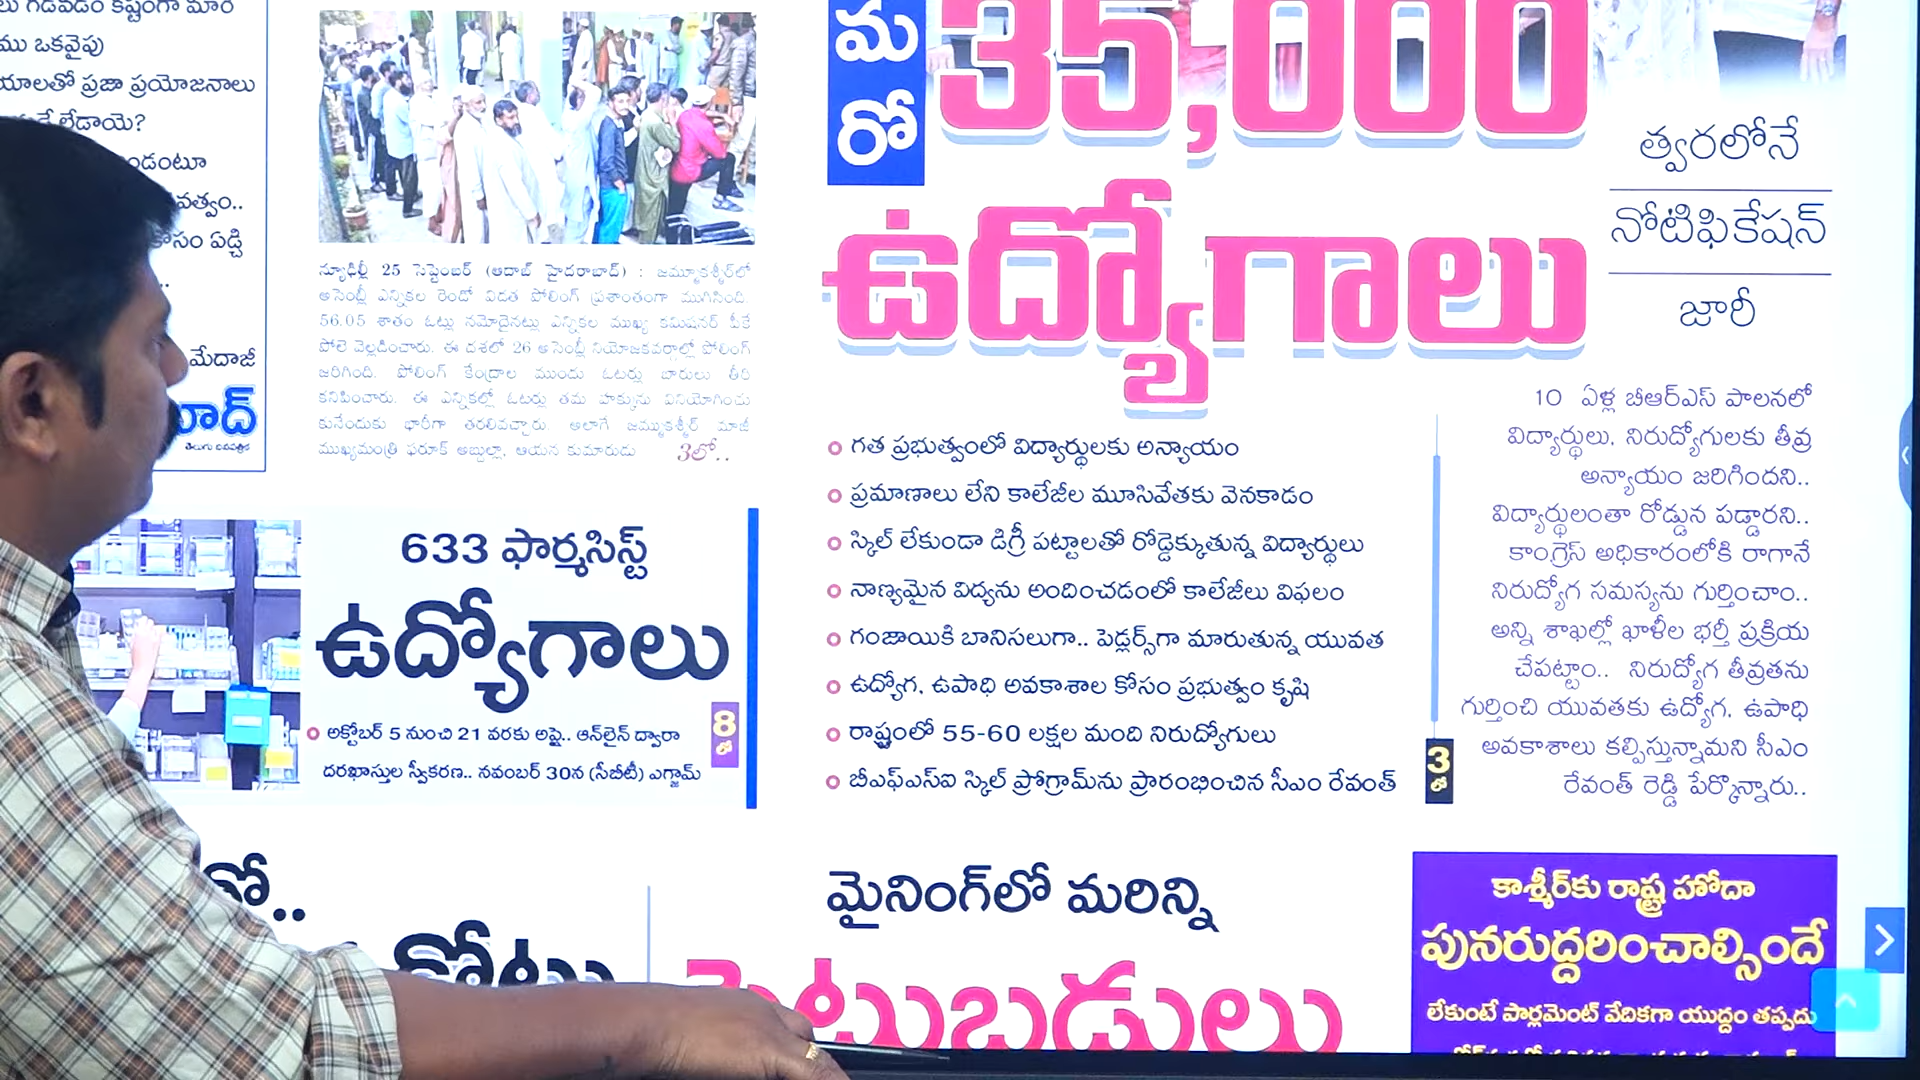 ము ఒకవైపు
ప్రజా ప్రయోజనాలు
మేదాజీ
తెలుగు దినపత్రిక
న్యూఢిల్లీ 25 సెప్టెంబర్ (ఆదాబ్ హైదరాబాద్) : జమ్మూకశ్మీర్‌లో
అసెంబ్లీ ఎన్నికల రెండో విడత పోలింగ్ ప్రశాంతంగా ముగిసింది.
56.05 శాతం ఓట్లు నమోదైనట్లు ఎన్నికల ముఖ్య కమిషనర్ పీకే
పోలె వెల్లడించారు. ఈ దశలో 26 అసెంబ్లీ నియోజకవర్గాల్లో పోలింగ్
జరిగింది. పోలింగ్ కేంద్రాల ముందు ఓటర్లు బారులు తీరి
కనిపించారు. ఈ ఎన్నికల్లో ఓటర్లు తమ హక్కును వినియోగించు
కునేందుకు భారీగా తరలివచ్చారు. అలాగే జమ్ముకశ్మీర్ మాజీ
ముఖ్యమంత్రి ఫరూక్ అబ్దుల్లా, ఆయన కుమారుడు 3లో..
633 ఫార్మసిస్ట్
ఉద్యోగాలు
అక్టోబర్ 5 నుంచి 21 వరకు అప్లై.. ఆన్‌లైన్ ద్వారా
దరఖాస్తుల స్వీకరణ.. నవంబర్ 30న (సీబీటీ) ఎగ్జామ్
8లో
మరో
35,000
ఉద్యోగాలు
త్వరలోనే
నోటిఫికేషన్
జారీ
గత ప్రభుత్వంలో విద్యార్థులకు అన్యాయం
ప్రమాణాలు లేని కాలేజీల మూసివేతకు వెనకాడం
స్కిల్ లేకుండా డిగ్రీ పట్టాలతో రోడ్డెక్కుతున్న విద్యార్థులు
నాణ్యమైన విద్యను అందించడంలో కాలేజీలు విఫలం
గంజాయికి బానిసలుగా.. పెడ్లర్స్‌గా మారుతున్న యువత
ఉద్యోగ, ఉపాధి అవకాశాల కోసం ప్రభుత్వం కృషి
రాష్ట్రంలో 55-60 లక్షల మంది నిరుద్యోగులు
బీఎఫ్ఎస్ఐ స్కిల్ ప్రోగ్రామ్‌ను ప్రారంభించిన సీఎం రేవంత్
3లో
10 ఏళ్ల బీఆర్ఎస్ పాలనలో
విద్యార్థులు, నిరుద్యోగులకు తీవ్ర
అన్యాయం జరిగిందని..
విద్యార్థులంతా రోడ్డున పడ్డారని..
కాంగ్రెస్ అధికారంలోకి రాగానే
నిరుద్యోగ సమస్యను గుర్తించాం..
అన్ని శాఖల్లో ఖాళీల భర్తీ ప్రక్రియ
చేపట్టాం.. నిరుద్యోగ తీవ్రతను
గుర్తించి యువతకు ఉద్యోగ, ఉపాధి
అవకాశాలు కల్పిస్తున్నామని సీఎం
రేవంత్ రెడ్డి పేర్కొన్నారు..
మైనింగ్‌లో మరిన్ని
కాశ్మీర్‌కు రాష్ట్ర హోదా
పునరుద్ధరించాల్సిందే
లేకుంటే పార్లమెంట్ వేదికగా యుద్ధం తప్పదు